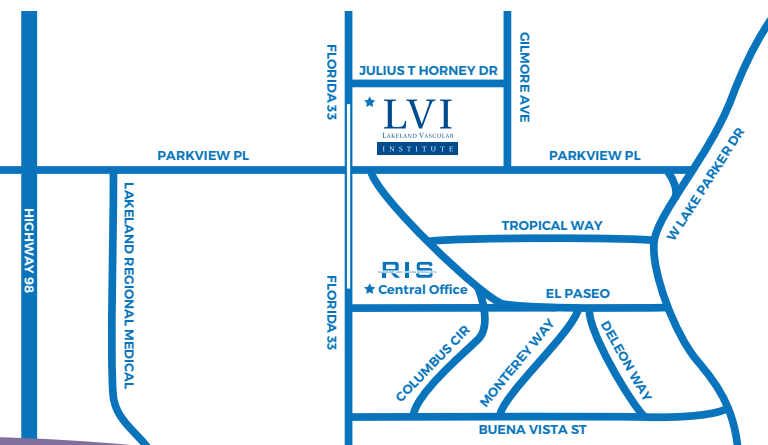 FLORIDA 33
GILMORE AVE
JULIUS T HORNEY DR
LVI
LAKELAND VASCULAR
INSTITUTE
PARKVIEW PL
PARKVIEW PL
W LAKE PARKER DR
LAKELAND REGIONAL MEDICAL
HIGHWAY 98
TROPICAL WAY
RIS
Central Office
FLORIDA 33
EL PASEO
COLUMBUS CIR
MONTEREY WAY
DELEON WAY
BUENA VISTA ST